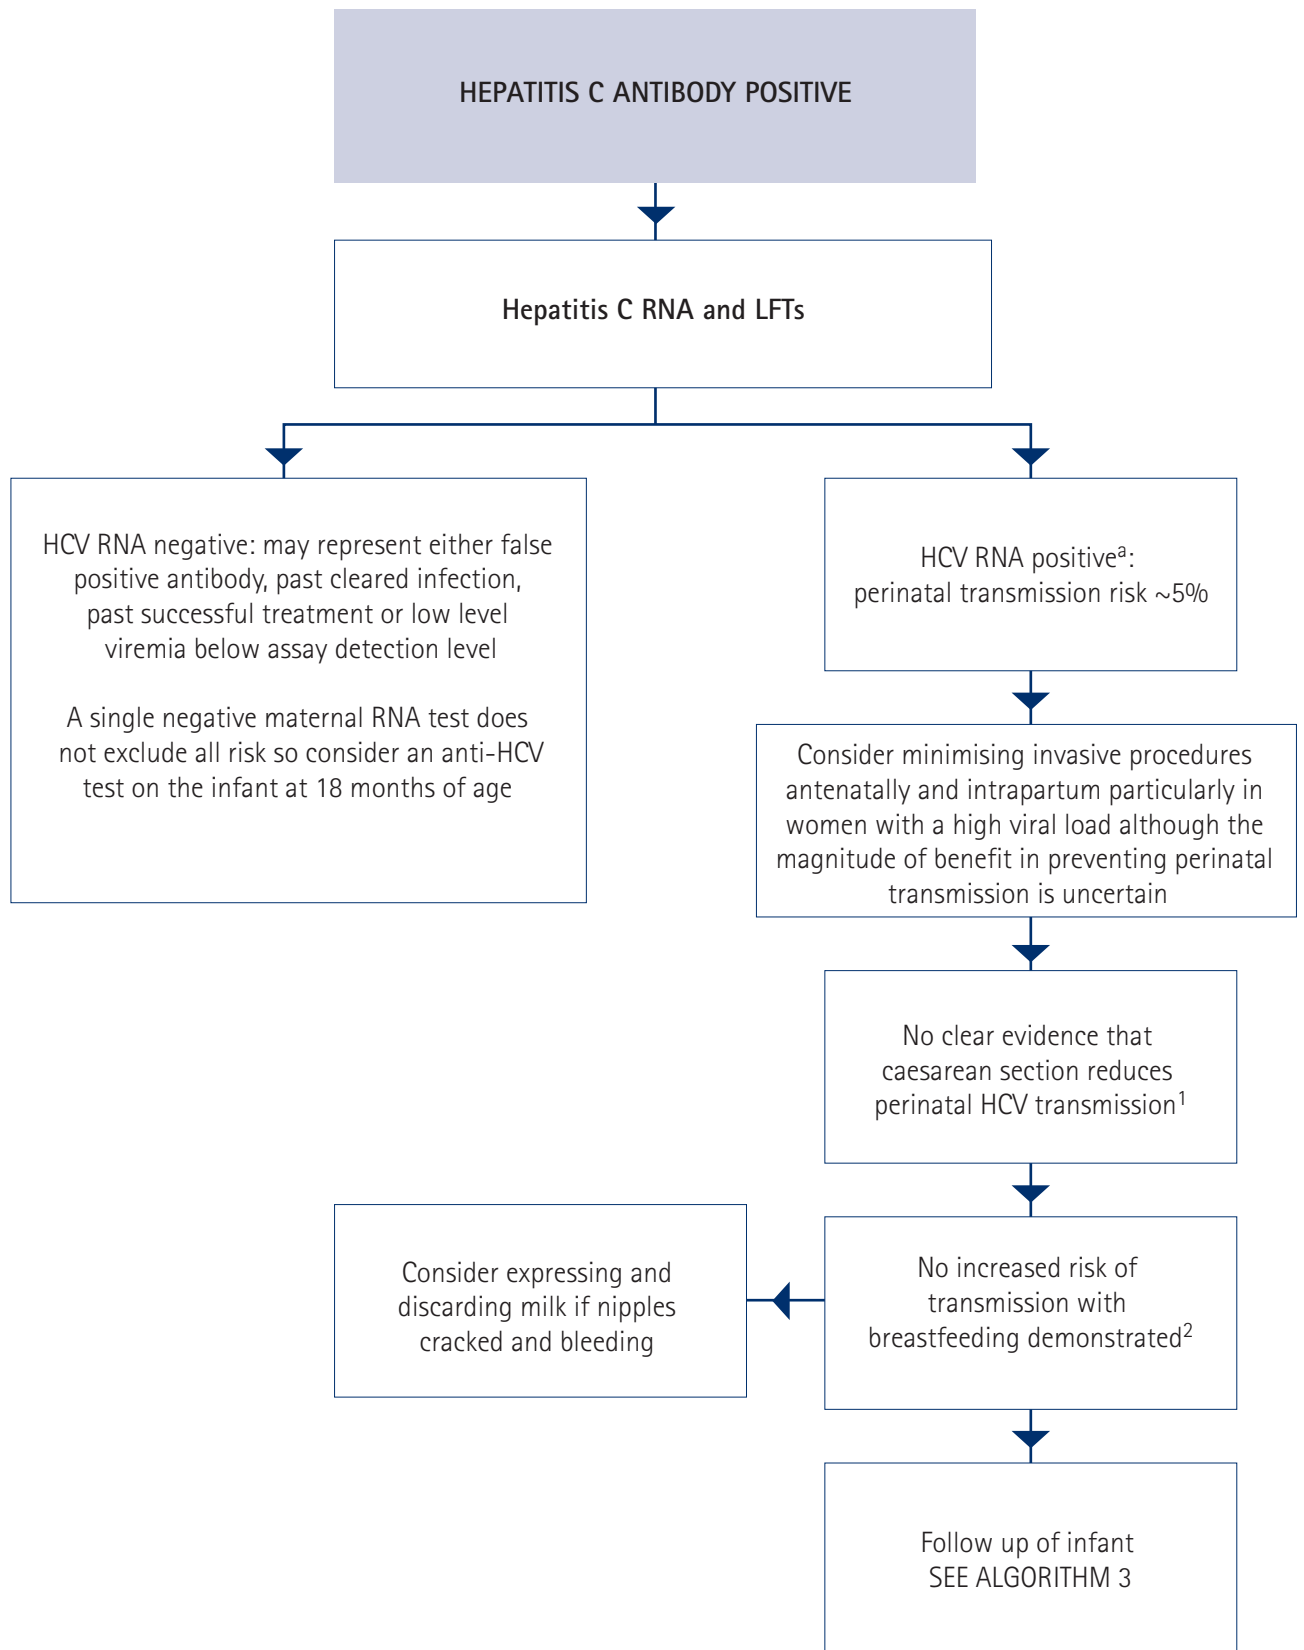 HEPATITIS C ANTIBODY POSITIVE
Hepatitis C RNA and LFTs
HCV RNA negative: may represent either false
positive antibody, past cleared infection,
past successful treatment or low level
viremia below assay detection level
A single negative maternal RNA test does
not exclude all risk so consider an anti-HCV
test on the infant at 18 months of age
HCV RNA positiveᵃ:
perinatal transmission risk ~5%
Consider minimising invasive procedures
antenatally and intrapartum particularly in
women with a high viral load although the
magnitude of benefit in preventing perinatal
transmission is uncertain
No clear evidence that
caesarean section reduces
perinatal HCV transmission¹
No increased risk of
transmission with
breastfeeding demonstrated²
Consider expressing and
discarding milk if nipples
cracked and bleeding
Follow up of infant
SEE ALGORITHM 3